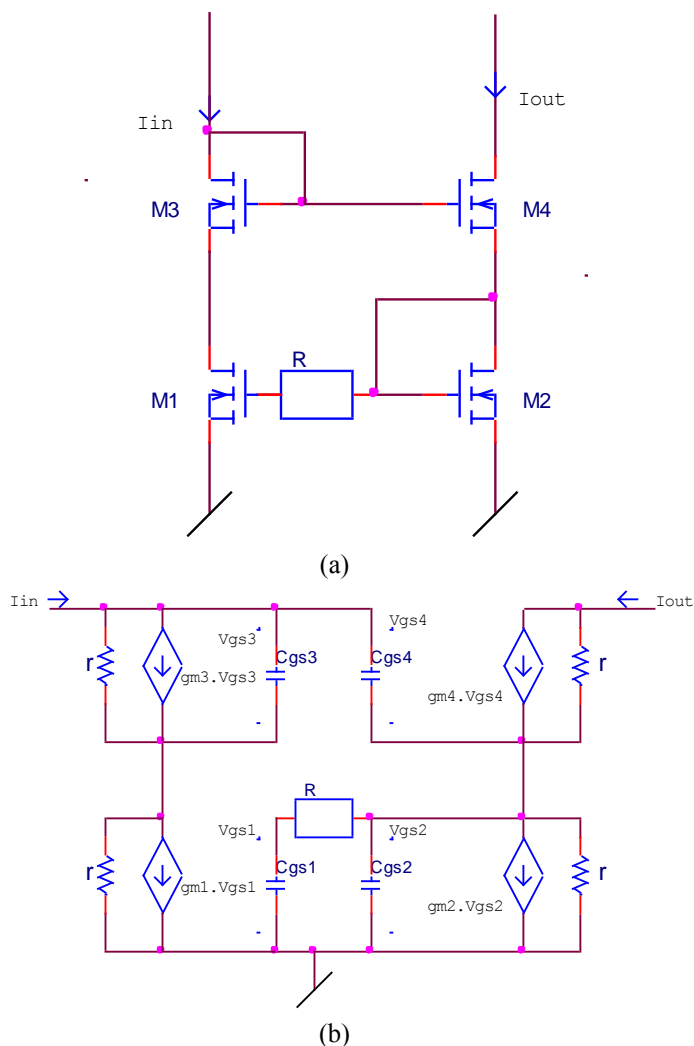 Iin
Iout
M3
M4
R
M1
M2
(a)
Iin
Iout
Vgs3
Vgs4
r
Cgs3
Cgs4
r
gm3.Vgs3
gm4.Vgs4
R
Vgs1
Vgs2
r
Cgs1
Cgs2
r
gm1.Vgs1
gm2.Vgs2
(b)